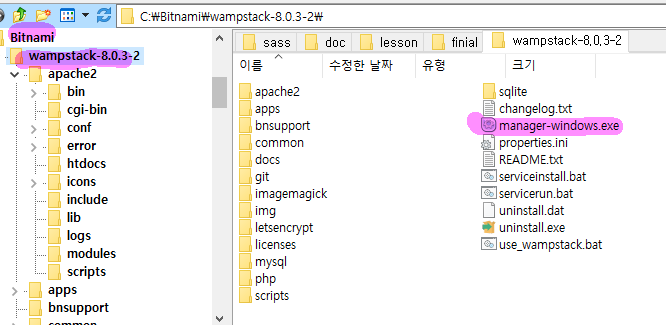 C:₩Bitnami₩wampstack-8.0.3-2₩
Bitnami
wampstack-8.0.3-2
apache2
bin
cgi-bin
conf
error
htdocs
icons
include
lib
logs
modules
scripts
apps
bnsupport
common
sass doc lesson finial wampstack-8,0,3-2
이름 수정한 날짜 유형 크기
apache2
apps
bnsupport
common
docs
git
imagemagick
img
letsencrypt
licenses
mysql
php
scripts
sqlite
changelog.txt
manager-windows.exe
properties.ini
README.txt
serviceinstall.bat
servicerun.bat
uninstall.dat
uninstall.exe
use_wampstack.bat